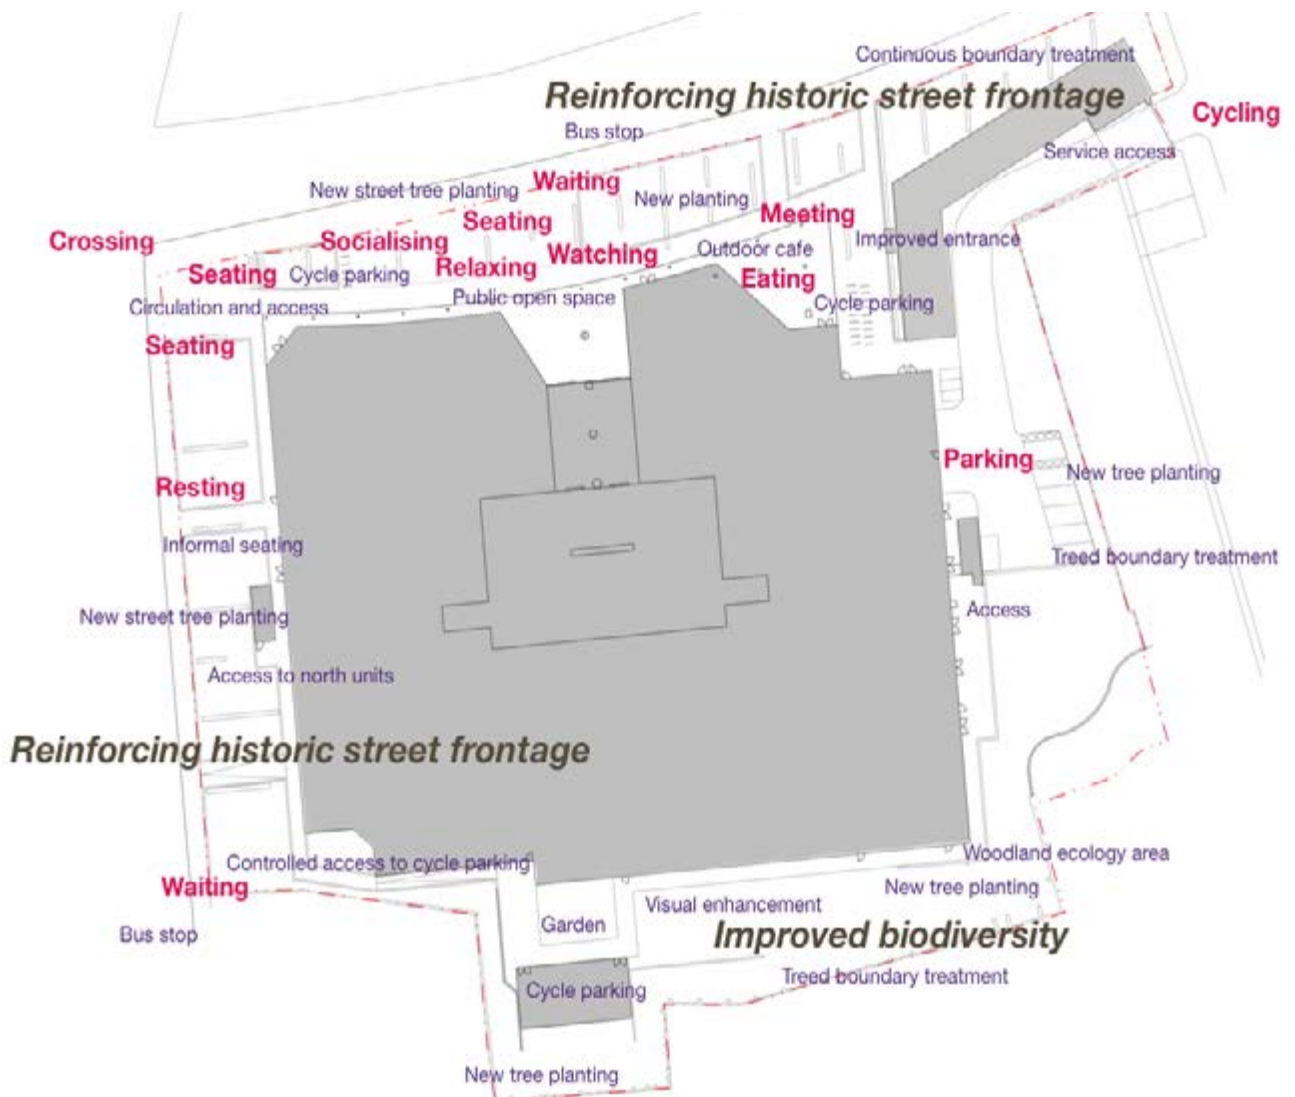 Continuous boundary treatment
Reinforcing historic street frontage
Cycling
Bus stop
Service access
Waiting
New street tree planting
New planting
Seating
Meeting
Crossing
Socialising
Watching
Outdoor cafe
Improved entrance
Seating
Cycle parking
Relaxing
Eating
Public open space
Cycle parking
Circulation and access
Seating
Parking
New tree planting
Resting
Informal seating
Treed boundary treatment
New street tree planting
Access
Access to north units
Reinforcing historic street frontage
Controlled access to cycle parking
Woodland ecology area
Waiting
New tree planting
Visual enhancement
Garden
Bus stop
Improved biodiversity
Treed boundary treatment
Cycle parking
New tree planting